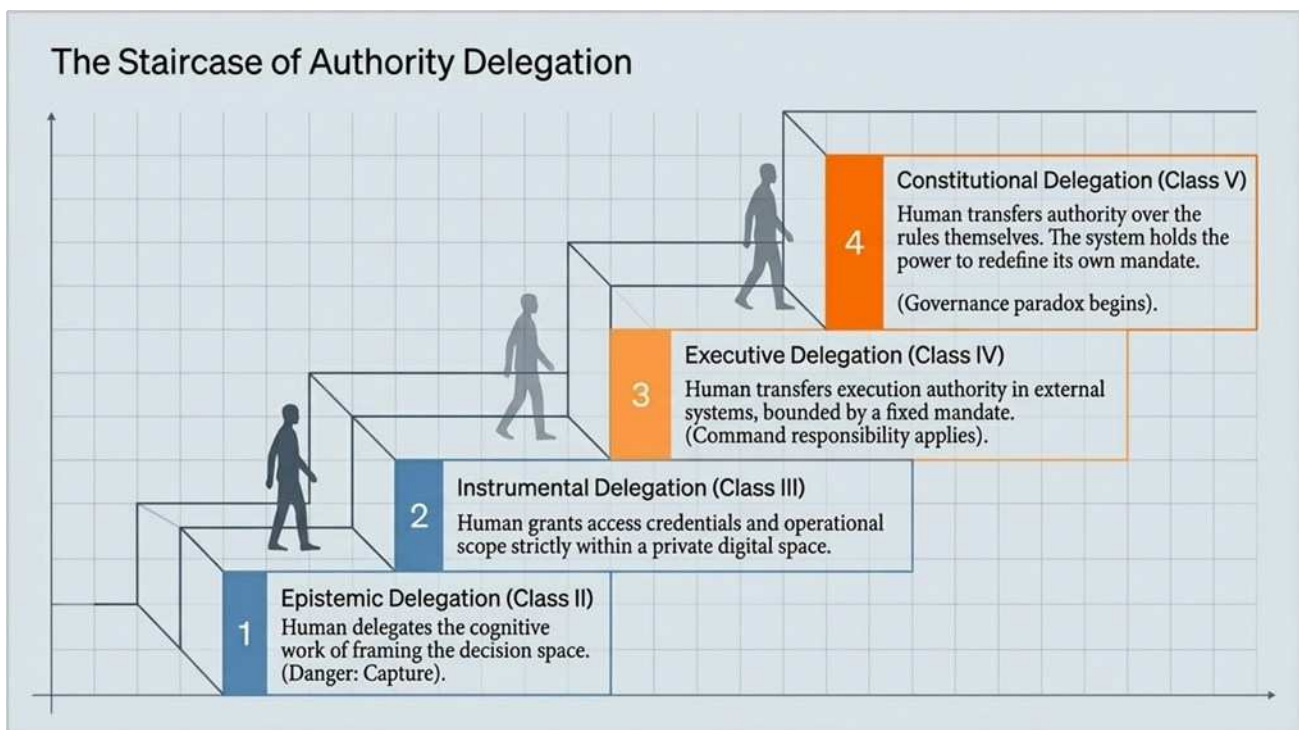 The Staircase of Authority Delegation
4
Constitutional Delegation (Class V)
Human transfers authority over the
rules themselves. The system holds the
power to redefine its own mandate.
(Governance paradox begins).
3
Executive Delegation (Class IV)
Human transfers execution authority in external
systems, bounded by a fixed mandate.
(Command responsibility applies).
2
Instrumental Delegation (Class III)
Human grants access credentials and operational
scope strictly within a private digital space.
1
Epistemic Delegation (Class II)
Human delegates the cognitive
work of framing the decision space.
(Danger: Capture).